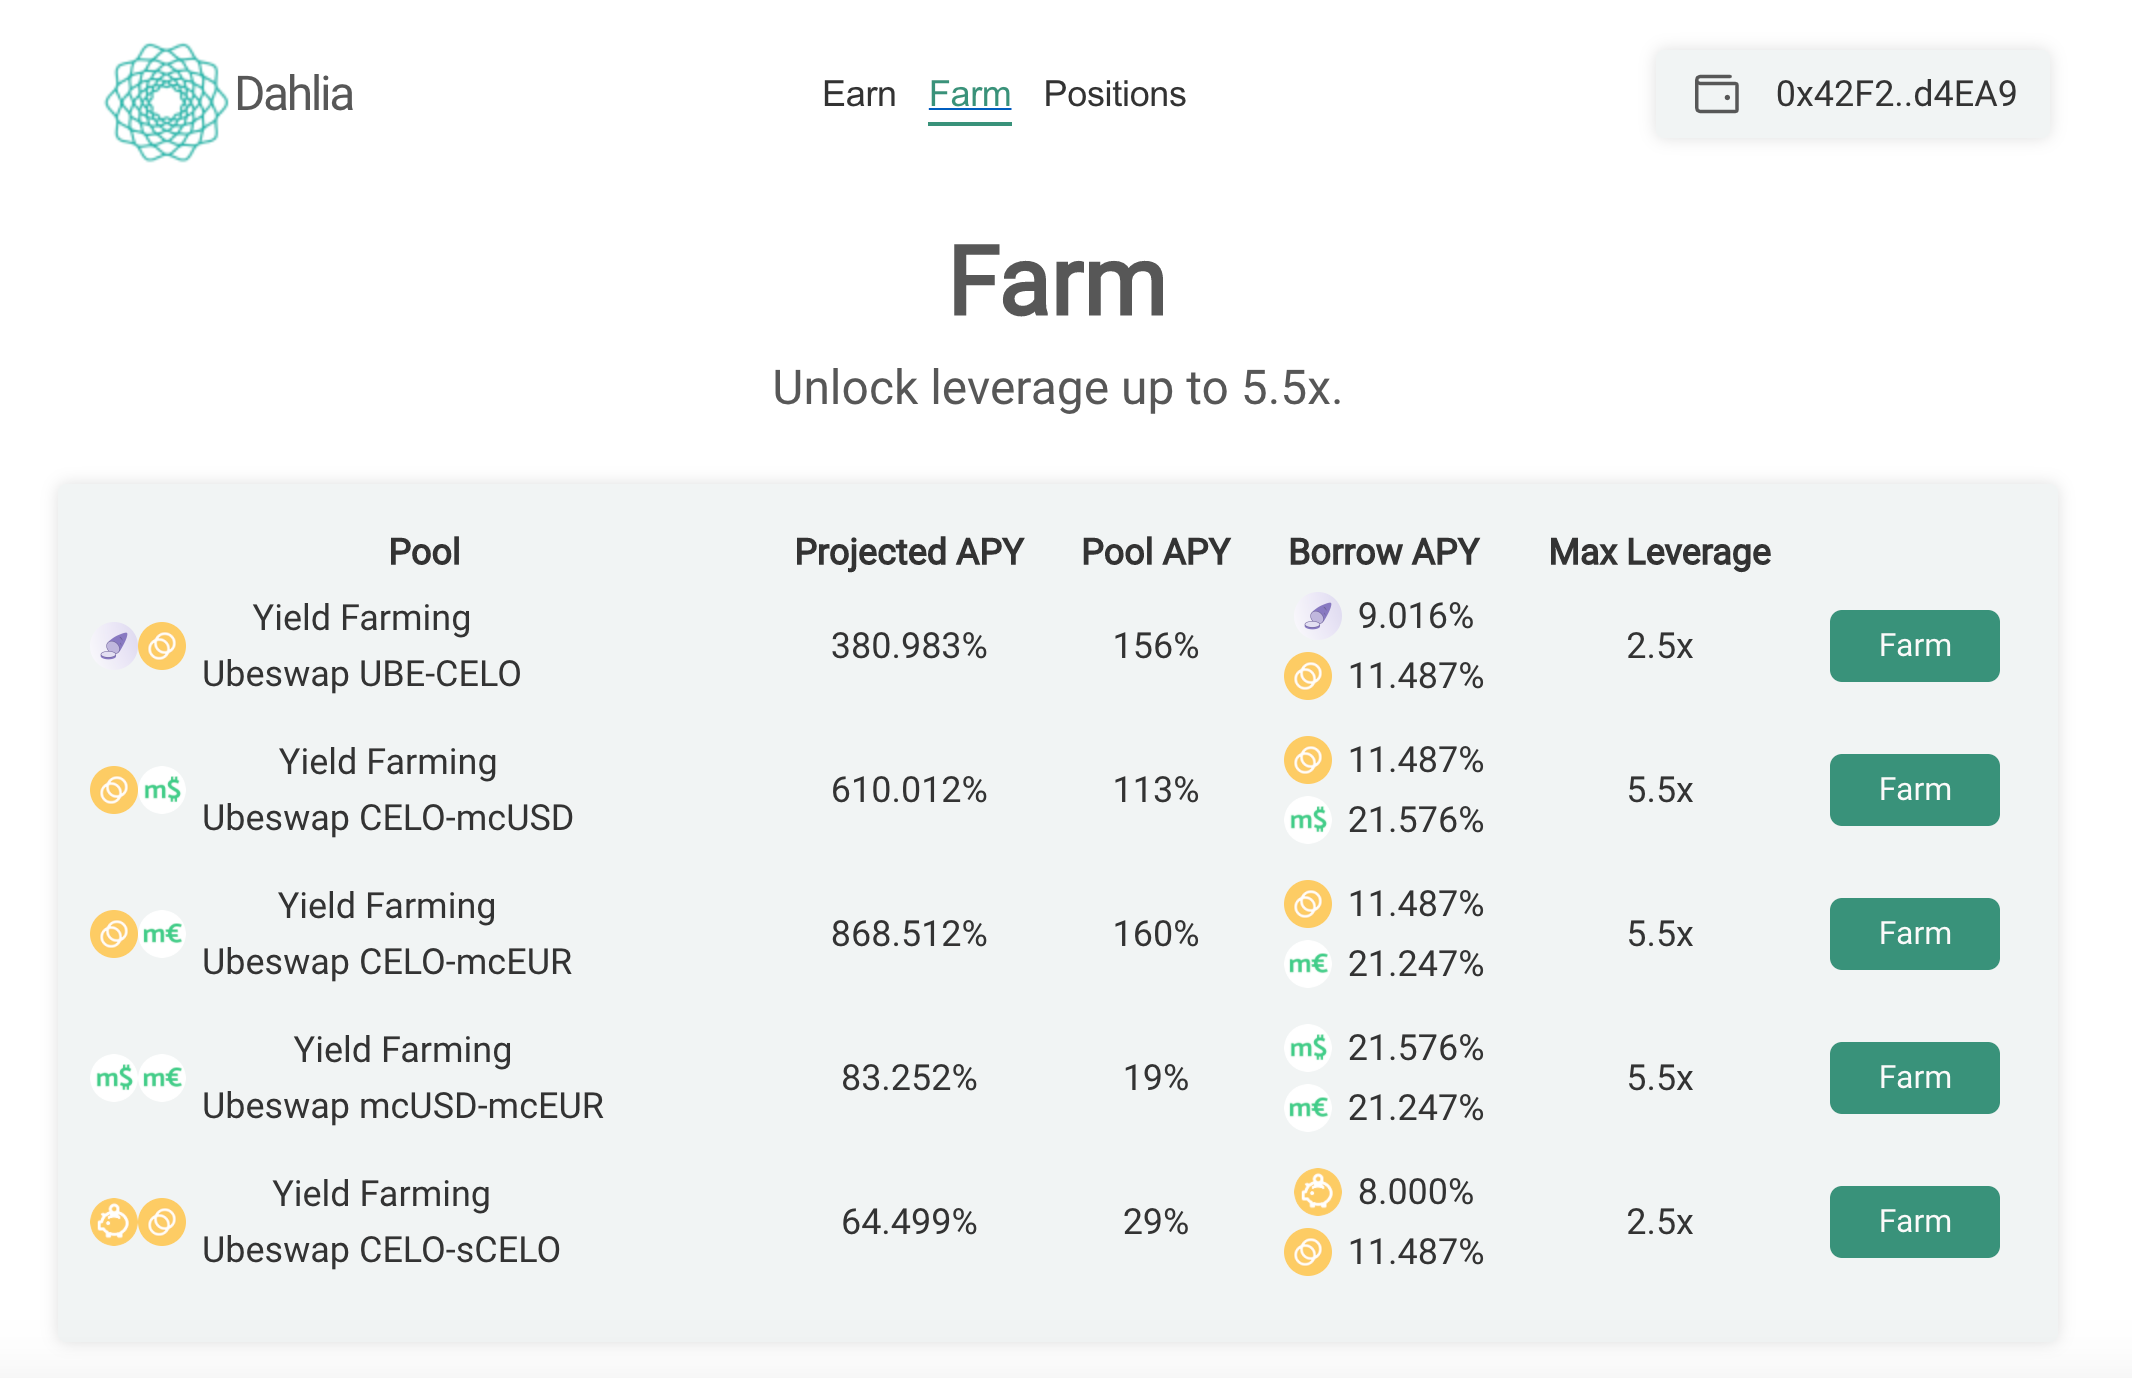 Dahlia
Earn Farm Positions
0x42F2..d4EA9
Farm
Unlock leverage up to 5.5x.
Pool Projected APY Pool APY Borrow APY Max Leverage
Yield Farming
Ubeswap UBE-CELO
380.983% 156%
9.016%
11.487%
2.5x
Farm
m$
Yield Farming
Ubeswap CELO-mcUSD
610.012% 113%
11.487%
m$ 21.576%
5.5x
Farm
m€
Yield Farming
Ubeswap CELO-mcEUR
868.512% 160%
11.487%
m€ 21.247%
5.5x
Farm
m$ m€
Yield Farming
Ubeswap mcUSD-mcEUR
83.252% 19%
m$ 21.576%
m€ 21.247%
5.5x
Farm
Yield Farming
Ubeswap CELO-sCELO
64.499% 29%
8.000%
11.487%
2.5x
Farm